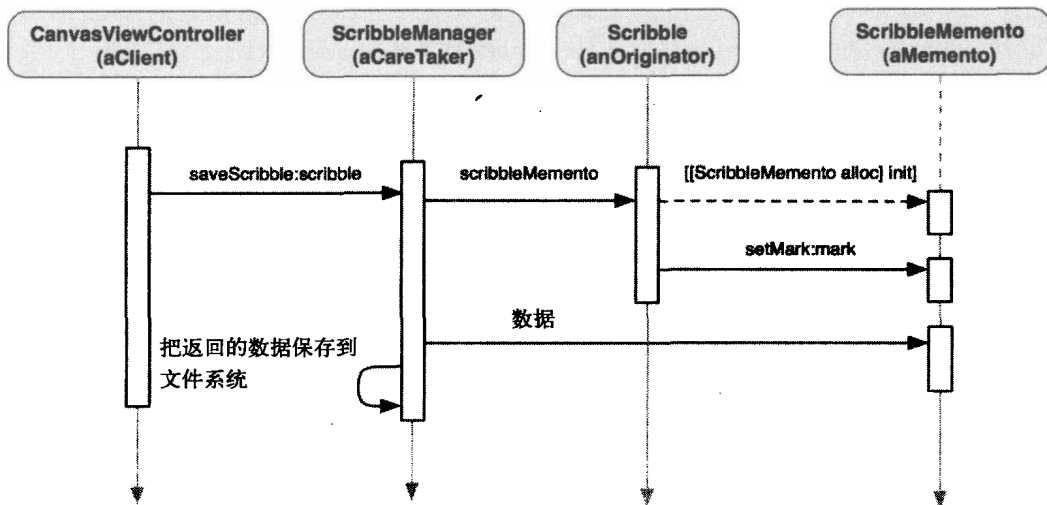 CanvasViewController
(aClient)
ScribbleManager
(aCareTaker)
Scribble
(anOriginator)
ScribbleMemento
(aMemento)
saveScribble:scribble
scribbleMemento
[[ScribbleMemento alloc] init]
setMark:mark
数据
把返回的数据保存到
文件系统